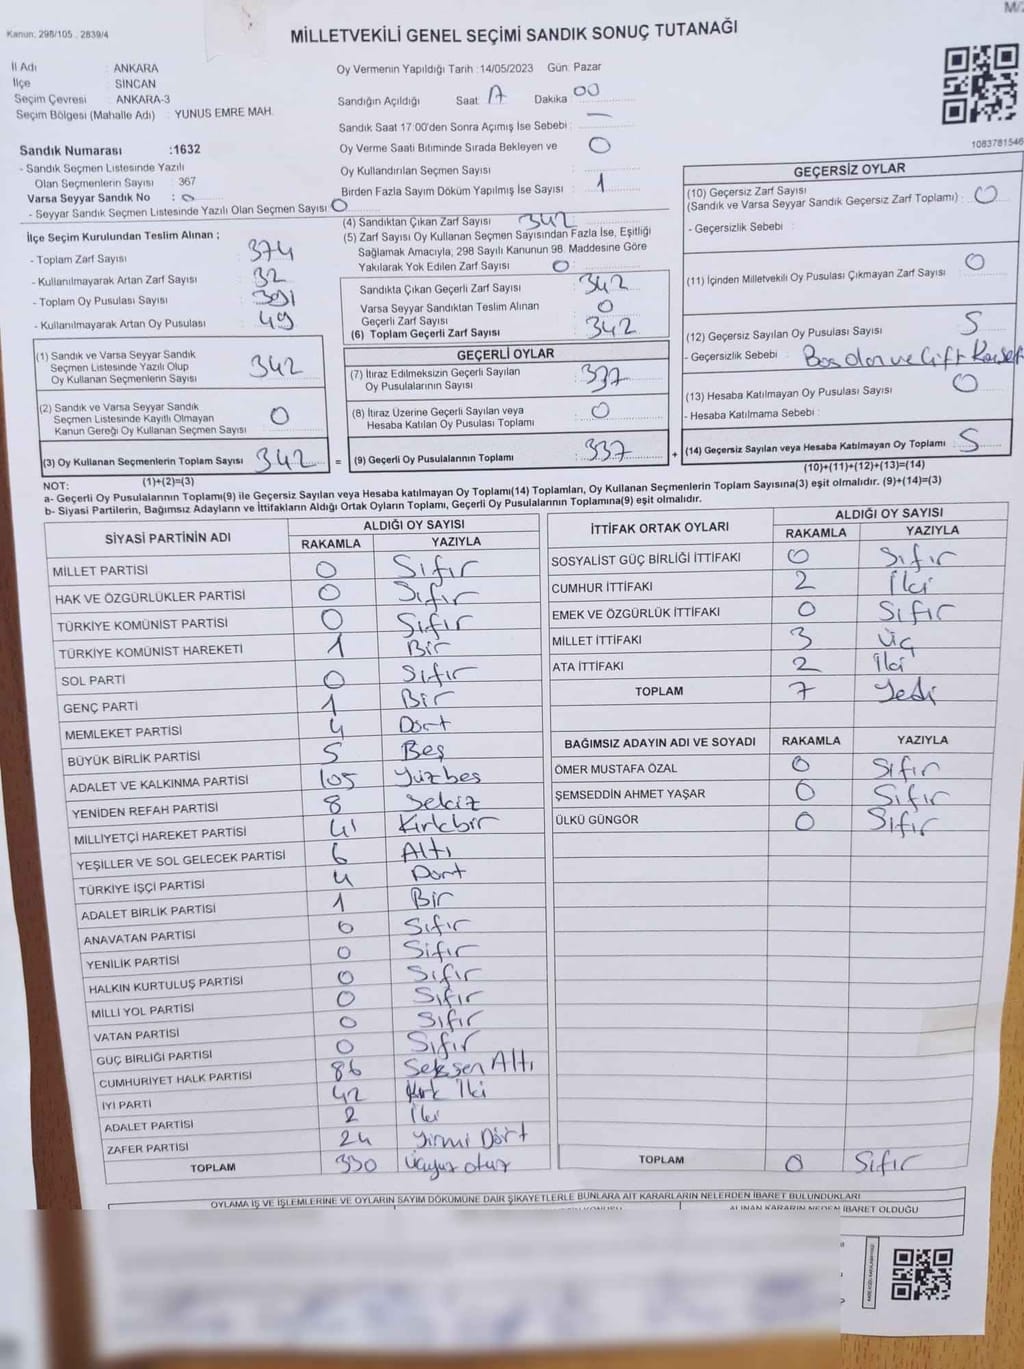 M/2
Kanun: 298/105 . 2839/4
MİLLETVEKİLİ GENEL SEÇİMİ SANDIK SONUÇ TUTANAĞI
İl Adı : ANKARA
İlçe : SİNCAN
Seçim Çevresi : ANKARA-3
Seçim Bölgesi (Mahalle Adı) : YUNUS EMRE MAH.
Sandık Numarası :1632
- Sandık Seçmen Listesinde Yazılı
Olan Seçmenlerin Sayısı : 367
Varsa Seyyar Sandık No : 0
- Seyyar Sandık Seçmen Listesinde Yazılı Olan Seçmen Sayısı : 0
Oy Vermenin Yapıldığı Tarih :14/05/2023 Gün: Pazar
Sandığın Açıldığı Saat Dakika 00
Sandık Saat 17:00'den Sonra Açımış İse Sebebi : —
Oy Verme Saati Bitiminde Sırada Bekleyen ve
Oy Kullandırılan Seçmen Sayısı : 0
Birden Fazla Sayım Döküm Yapılmış İse Sayısı : 1
1083781546
İlçe Seçim Kurulundan Teslim Alınan ;
- Toplam Zarf Sayısı : 374
- Kullanılmayarak Artan Zarf Sayısı : 32
- Toplam Oy Pusulası Sayısı : 391
- Kullanılmayarak Artan Oy Pusulası : 49
(1) Sandık ve Varsa Seyyar Sandık
Seçmen Listesinde Yazılı Olup
Oy Kullanan Seçmenlerin Sayısı : 342
(2) Sandık ve Varsa Seyyar Sandık
Seçmen Listesinde Kayıtlı Olmayan
Kanun Gereği Oy Kullanan Seçmen Sayısı : 0
(3) Oy Kullanan Seçmenlerin Toplam Sayısı : 342
(1)+(2)=(3)
(4) Sandıktan Çıkan Zarf Sayısı : 342
(5) Zarf Sayısı Oy Kullanan Seçmen Sayısından Fazla İse, Eşitliği
Sağlamak Amacıyla, 298 Sayılı Kanunun 98. Maddesine Göre
Yakılarak Yok Edilen Zarf Sayısı : 0
Sandıkta Çıkan Geçerli Zarf Sayısı : 342
Varsa Seyyar Sandıktan Teslim Alınan
Geçerli Zarf Sayısı : 0
(6) Toplam Geçerli Zarf Sayısı : 342
GEÇERLİ OYLAR
(7) İtiraz Edilmeksizin Geçerli Sayılan
Oy Pusulalarının Sayısı : 337
(8) İtiraz Üzerine Geçerli Sayılan veya
Hesaba Katılan Oy Pusulası Toplamı : 0
= (9) Geçerli Oy Pusulalarının Toplamı : 337
GEÇERSİZ OYLAR
(10) Geçersiz Zarf Sayısı
(Sandık ve Varsa Seyyar Sandık Geçersiz Zarf Toplamı) : 0
- Geçersizlik Sebebi :
(11) İçinden Milletvekili Oy Pusulası Çıkmayan Zarf Sayısı : 0
(12) Geçersiz Sayılan Oy Pusulası Sayısı : 5
- Geçersizlik Sebebi : ve Çift
(13) Hesaba Katılmayan Oy Pusulası Sayısı : 0
- Hesaba Katılmama Sebebi :
+ (14) Geçersiz Sayılan veya Hesaba Katılmayan Oy Toplamı : 5
(10)+(11)+(12)+(13)=(14)
NOT:
a- Geçerli Oy Pusulalarının Toplamı(9) ile Geçersiz Sayılan veya Hesaba katılmayan Oy Toplamı(14) Toplamları, Oy Kullanan Seçmenlerin Toplam Sayısına(3) eşit olmalıdır. (9)+(14)=(3)
b- Siyasi Partilerin, Bağımsız Adayların ve İttifakların Aldığı Ortak Oyların Toplamı, Geçerli Oy Pusulalarının Toplamına(9) eşit olmalıdır.
SİYASİ PARTİNİN ADI ALDIĞI OY SAYISI
RAKAMLA YAZIYLA
MİLLET PARTİSİ 0 Sıfır
HAK VE ÖZGÜRLÜKLER PARTİSİ 0 Sıfır
TÜRKİYE KOMÜNİST PARTİSİ 0 Sıfır
TÜRKİYE KOMÜNİST HAREKETİ 1 Bir
SOL PARTİ 0 Sıfır
GENÇ PARTİ 1 Bir
MEMLEKET PARTİSİ 4 Dört
BÜYÜK BİRLİK PARTİSİ 5 Beş
ADALET VE KALKINMA PARTİSİ 105 Yüzbeş
YENİDEN REFAH PARTİSİ 8 Sekiz
MİLLİYETÇİ HAREKET PARTİSİ 41 Kırkbir
YEŞİLLER VE SOL GELECEK PARTİSİ 6 Altı
TÜRKİYE İŞÇİ PARTİSİ 4 Dört
ADALET BİRLİK PARTİSİ 1 Bir
ANAVATAN PARTİSİ 0 Sıfır
YENİLİK PARTİSİ 0 Sıfır
HALKIN KURTULUŞ PARTİSİ 0 Sıfır
MİLLİ YOL PARTİSİ 0 Sıfır
VATAN PARTİSİ 0 Sıfır
GÜÇ BİRLİĞİ PARTİSİ 0 Sıfır
CUMHURİYET HALK PARTİSİ 86 Seksen Altı
İYİ PARTİ 42 Kırk İki
ADALET PARTİSİ 2 İki
ZAFER PARTİSİ 24 Yirmi Dört
TOPLAM 330 Üçyüz otuz
İTTİFAK ORTAK OYLARI ALDIĞI OY SAYISI
RAKAMLA YAZIYLA
SOSYALİST GÜÇ BİRLİĞİ İTTİFAKI 0 Sıfır
CUMHUR İTTİFAKI 2 İki
EMEK VE ÖZGÜRLÜK İTTİFAKI 0 Sıfır
MİLLET İTTİFAKI 3 Üç
ATA İTTİFAKI 2 İki
TOPLAM 7 Yedi
BAĞIMSIZ ADAYIN ADI VE SOYADI RAKAMLA YAZIYLA
ÖMER MUSTAFA ÖZAL 0 Sıfır
ŞEMSEDDİN AHMET YAŞAR 0 Sıfır
ÜLKÜ GÜNGÖR 0 Sıfır
TOPLAM 0 Sıfır
OYLAMA İŞ VE İŞLEMLERİNE VE OYLARIN SAYIM DÖKÜMÜNE DAİR ŞİKAYETLERLE BUNLARA AİT KARARLARIN NELERDEN İBARET BULUNDUKLARI
ALINAN KARARIN NEDEN İBARET OLDUĞU